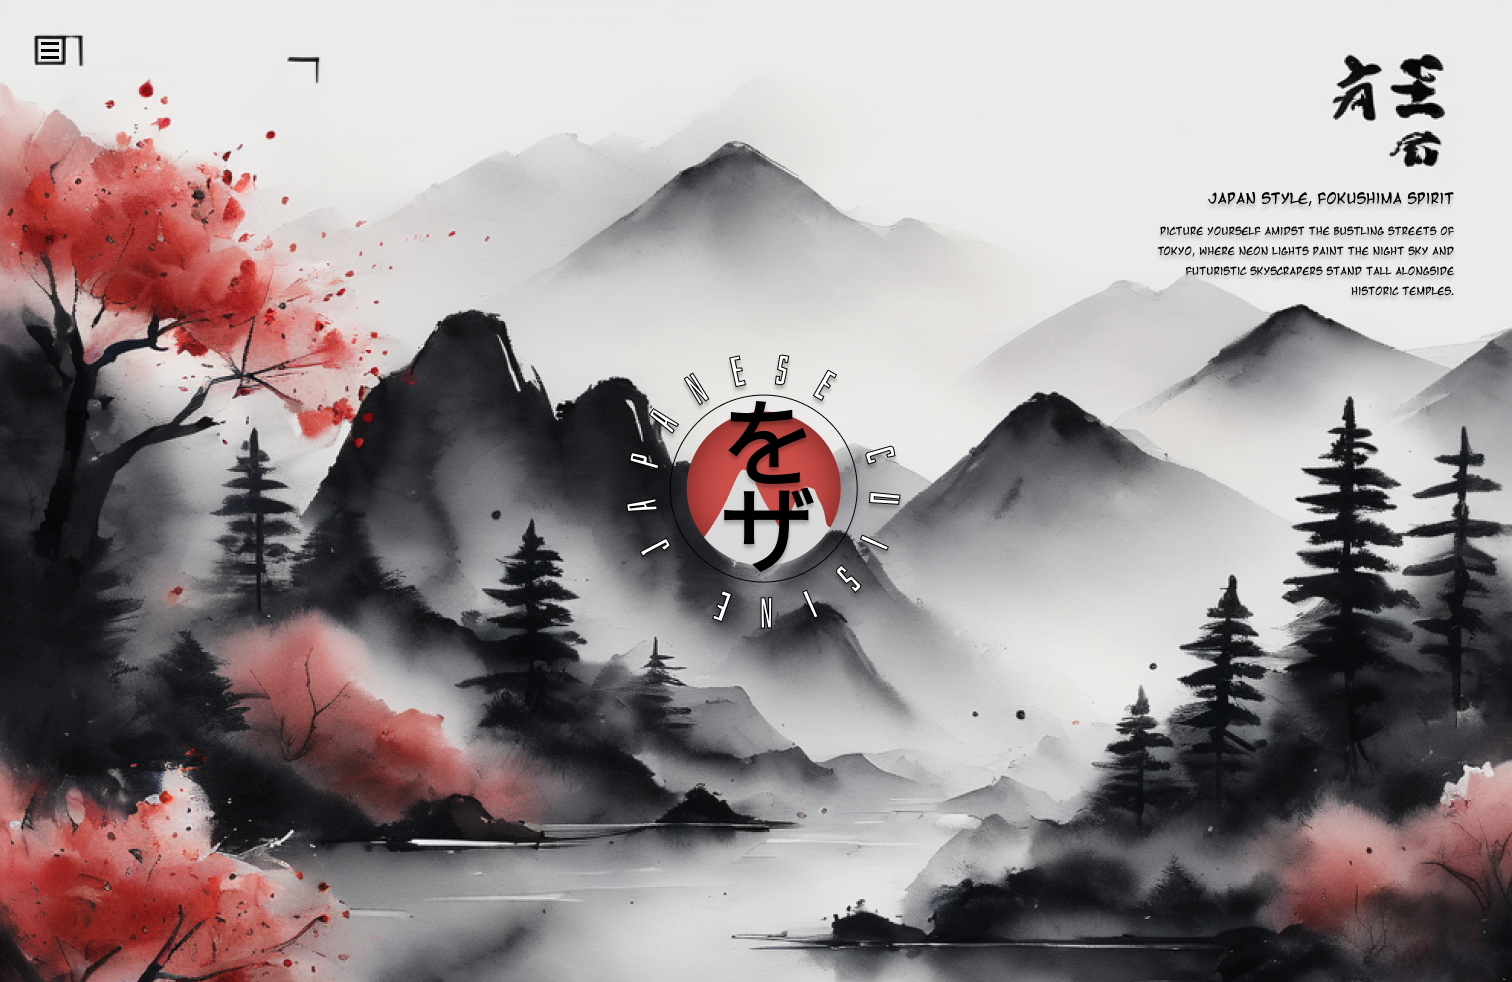 JAPAN STYLE, FOKUSHIMA SPIRIT
PICTURE YOURSELF AMIDST THE BUSTLING STREETS OF
TOKYO, WHERE NEON LIGHTS PAINT THE NIGHT SKY AND
FUTURISTIC SKYSCRAPERS STAND TALL ALONGSIDE
HISTORIC TEMPLES.
JAPANESE CUISINE
を
ザ